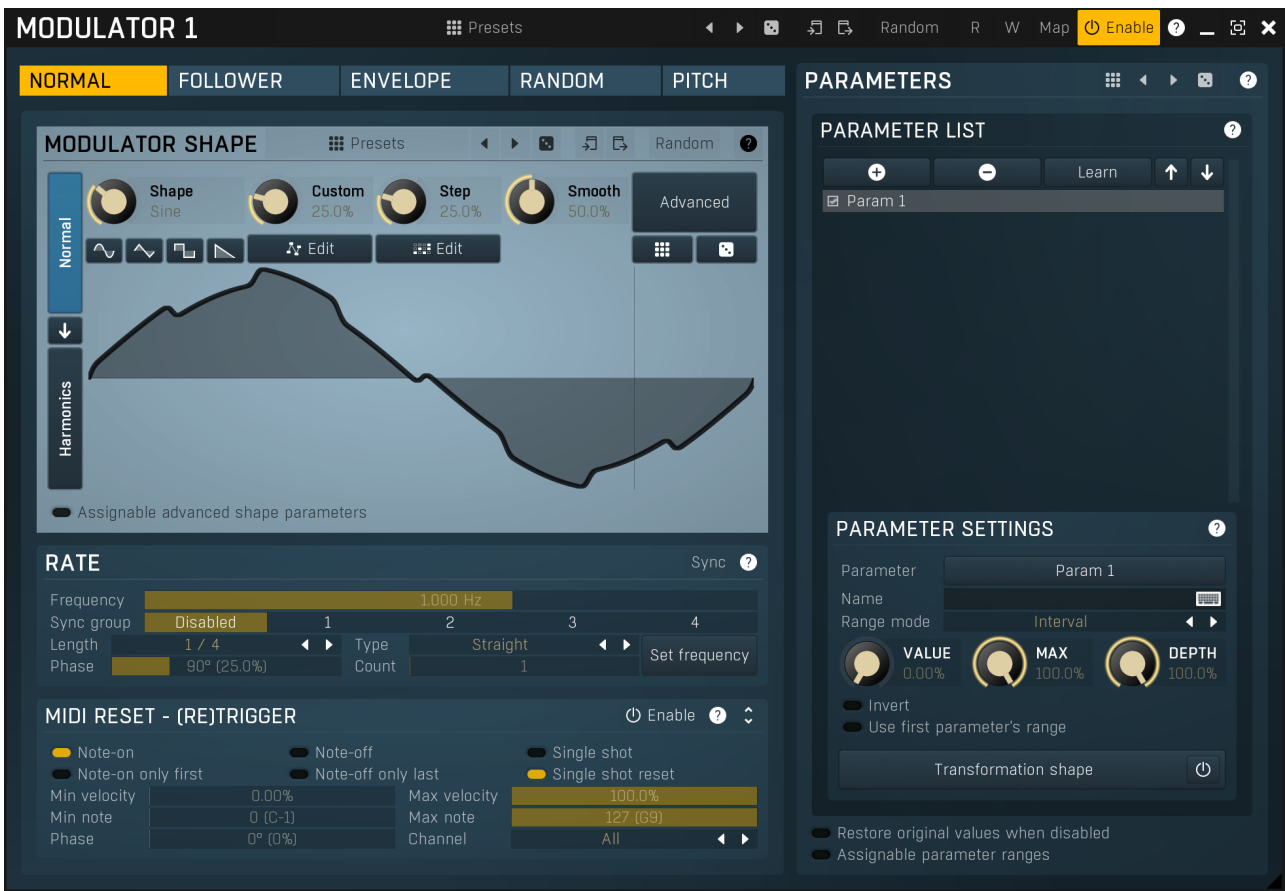 MODULATOR 1
Presets
Random
R
W
Map
Enable
?
NORMAL
FOLLOWER
ENVELOPE
RANDOM
PITCH
MODULATOR SHAPE
Presets
Random
?
Normal
Harmonics
Shape
Sine
Custom
25.0%
Step
25.0%
Smooth
50.0%
Advanced
Edit
Edit
Assignable advanced shape parameters
RATE
Sync
?
Frequency
1.000 Hz
Sync group
Disabled
1
2
3
4
Length
1 / 4
Type
Straight
Set frequency
Phase
90° (25.0%)
Count
1
MIDI RESET - (RE)TRIGGER
Enable
?
Note-on
Note-off
Single shot
Note-on only first
Note-off only last
Single shot reset
Min velocity
0.00%
Max velocity
100.0%
Min note
0 (C-1)
Max note
127 (G9)
Phase
0° (0%)
Channel
All
PARAMETERS
?
PARAMETER LIST
?
Learn
Param 1
PARAMETER SETTINGS
?
Parameter
Param 1
Name
Range mode
Interval
VALUE
0.00%
MAX
100.0%
DEPTH
100.0%
Invert
Use first parameter's range
Transformation shape
Restore original values when disabled
Assignable parameter ranges